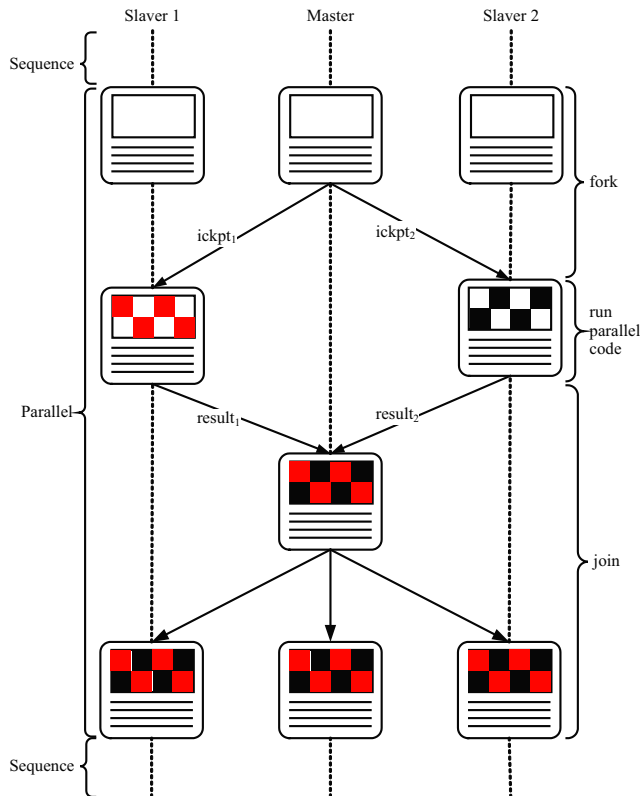 Slaver 1
Master
Slaver 2
Sequence
fork
ickpt₁
ickpt₂
run
parallel
code
Parallel
result₁
result₂
join
Sequence